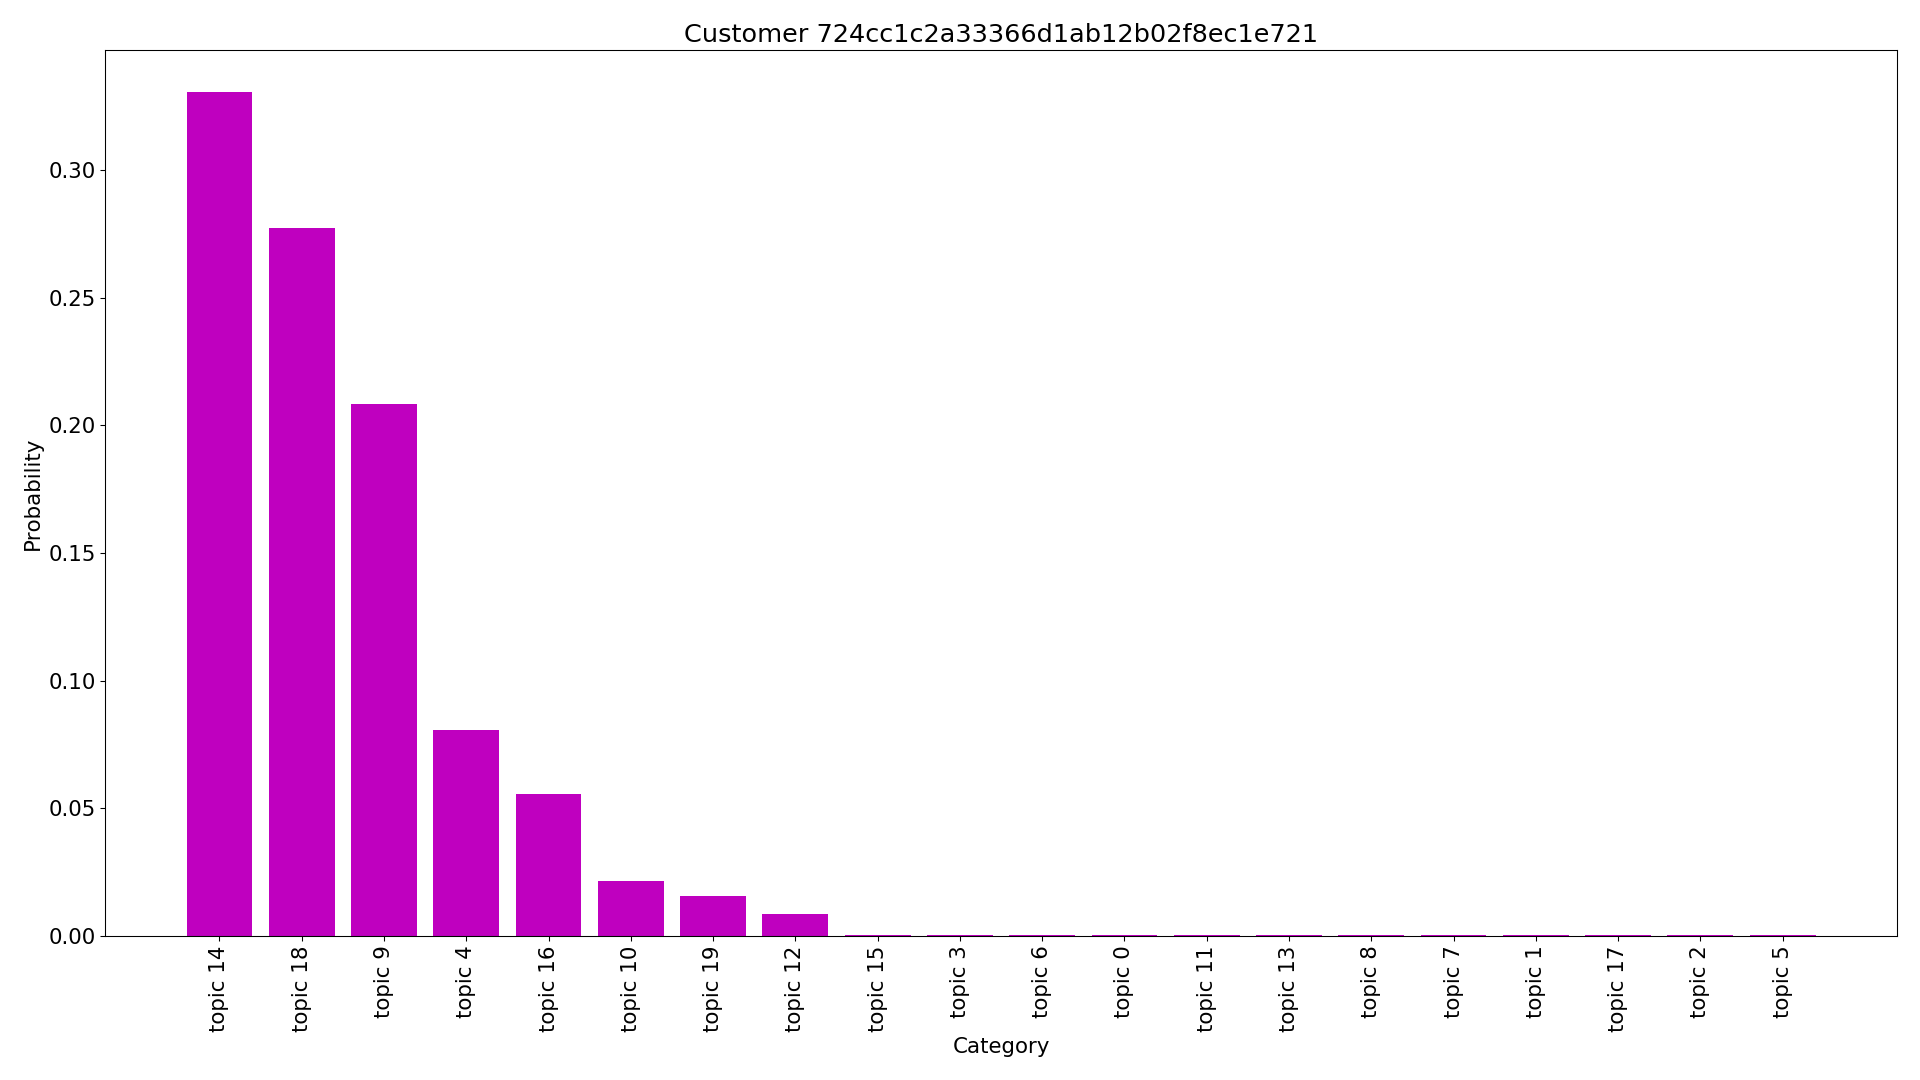 Customer 724cc1c2a33366d1ab12b02f8ec1e721
Probability
0.30
0.25
0.20
0.15
0.10
0.05
0.00
topic 14
topic 18
topic 9
topic 4
topic 16
topic 10
topic 19
topic 12
topic 15
topic 3
topic 6
topic 0
topic 11
topic 13
topic 8
topic 7
topic 1
topic 17
topic 2
topic 5
Category